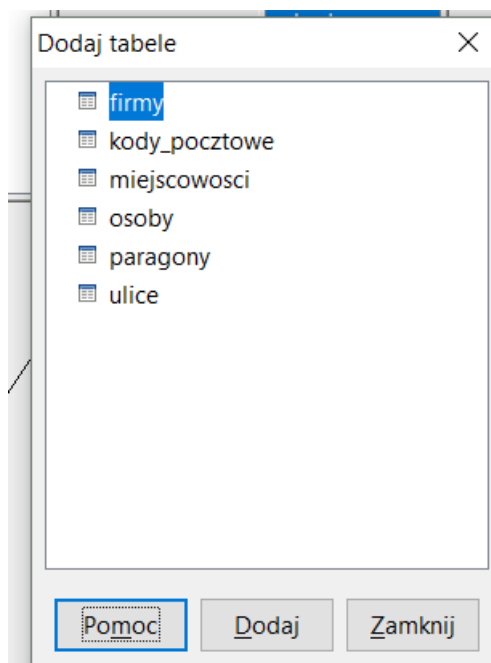 Dodaj tabele
firmy
kody_pocztowe
miejscowosci
osoby
paragony
ulice
Pomoc
Dodaj
Zamknij